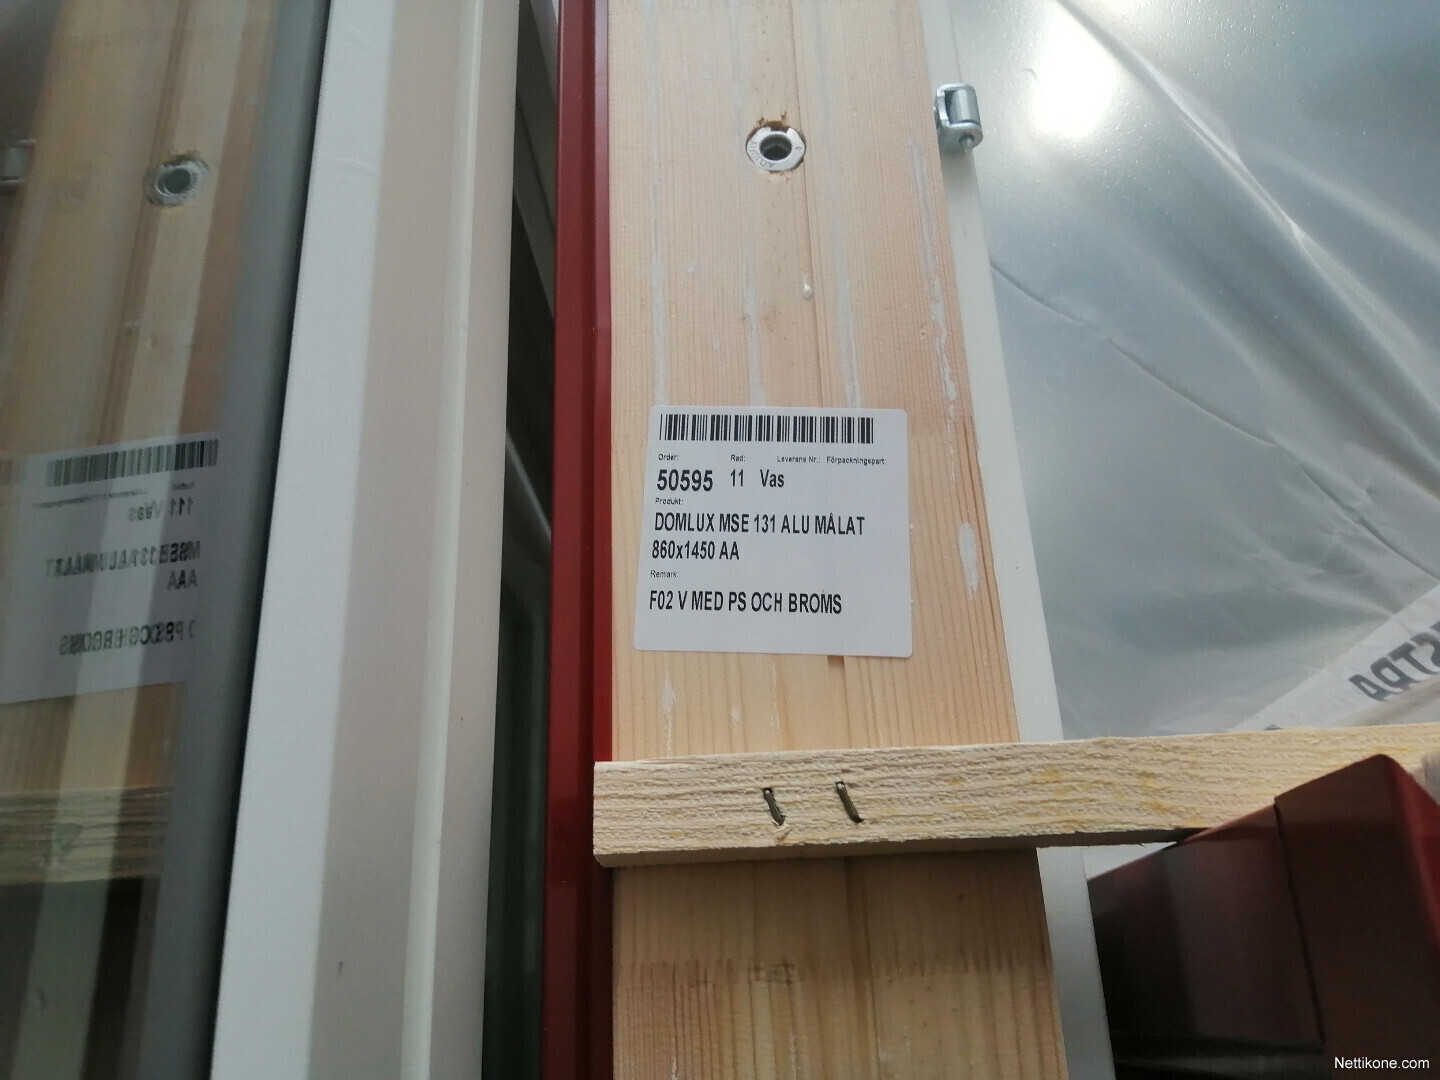 Order: Rad: Leverans Nr.: Förpackningspart:
50595 11 Vas
Produkt:
DOMLUX MSE 131 ALU MÅLAT
860x1450 AA
Remark:
F02 V MED PS OCH BROMS
Nettikone.com